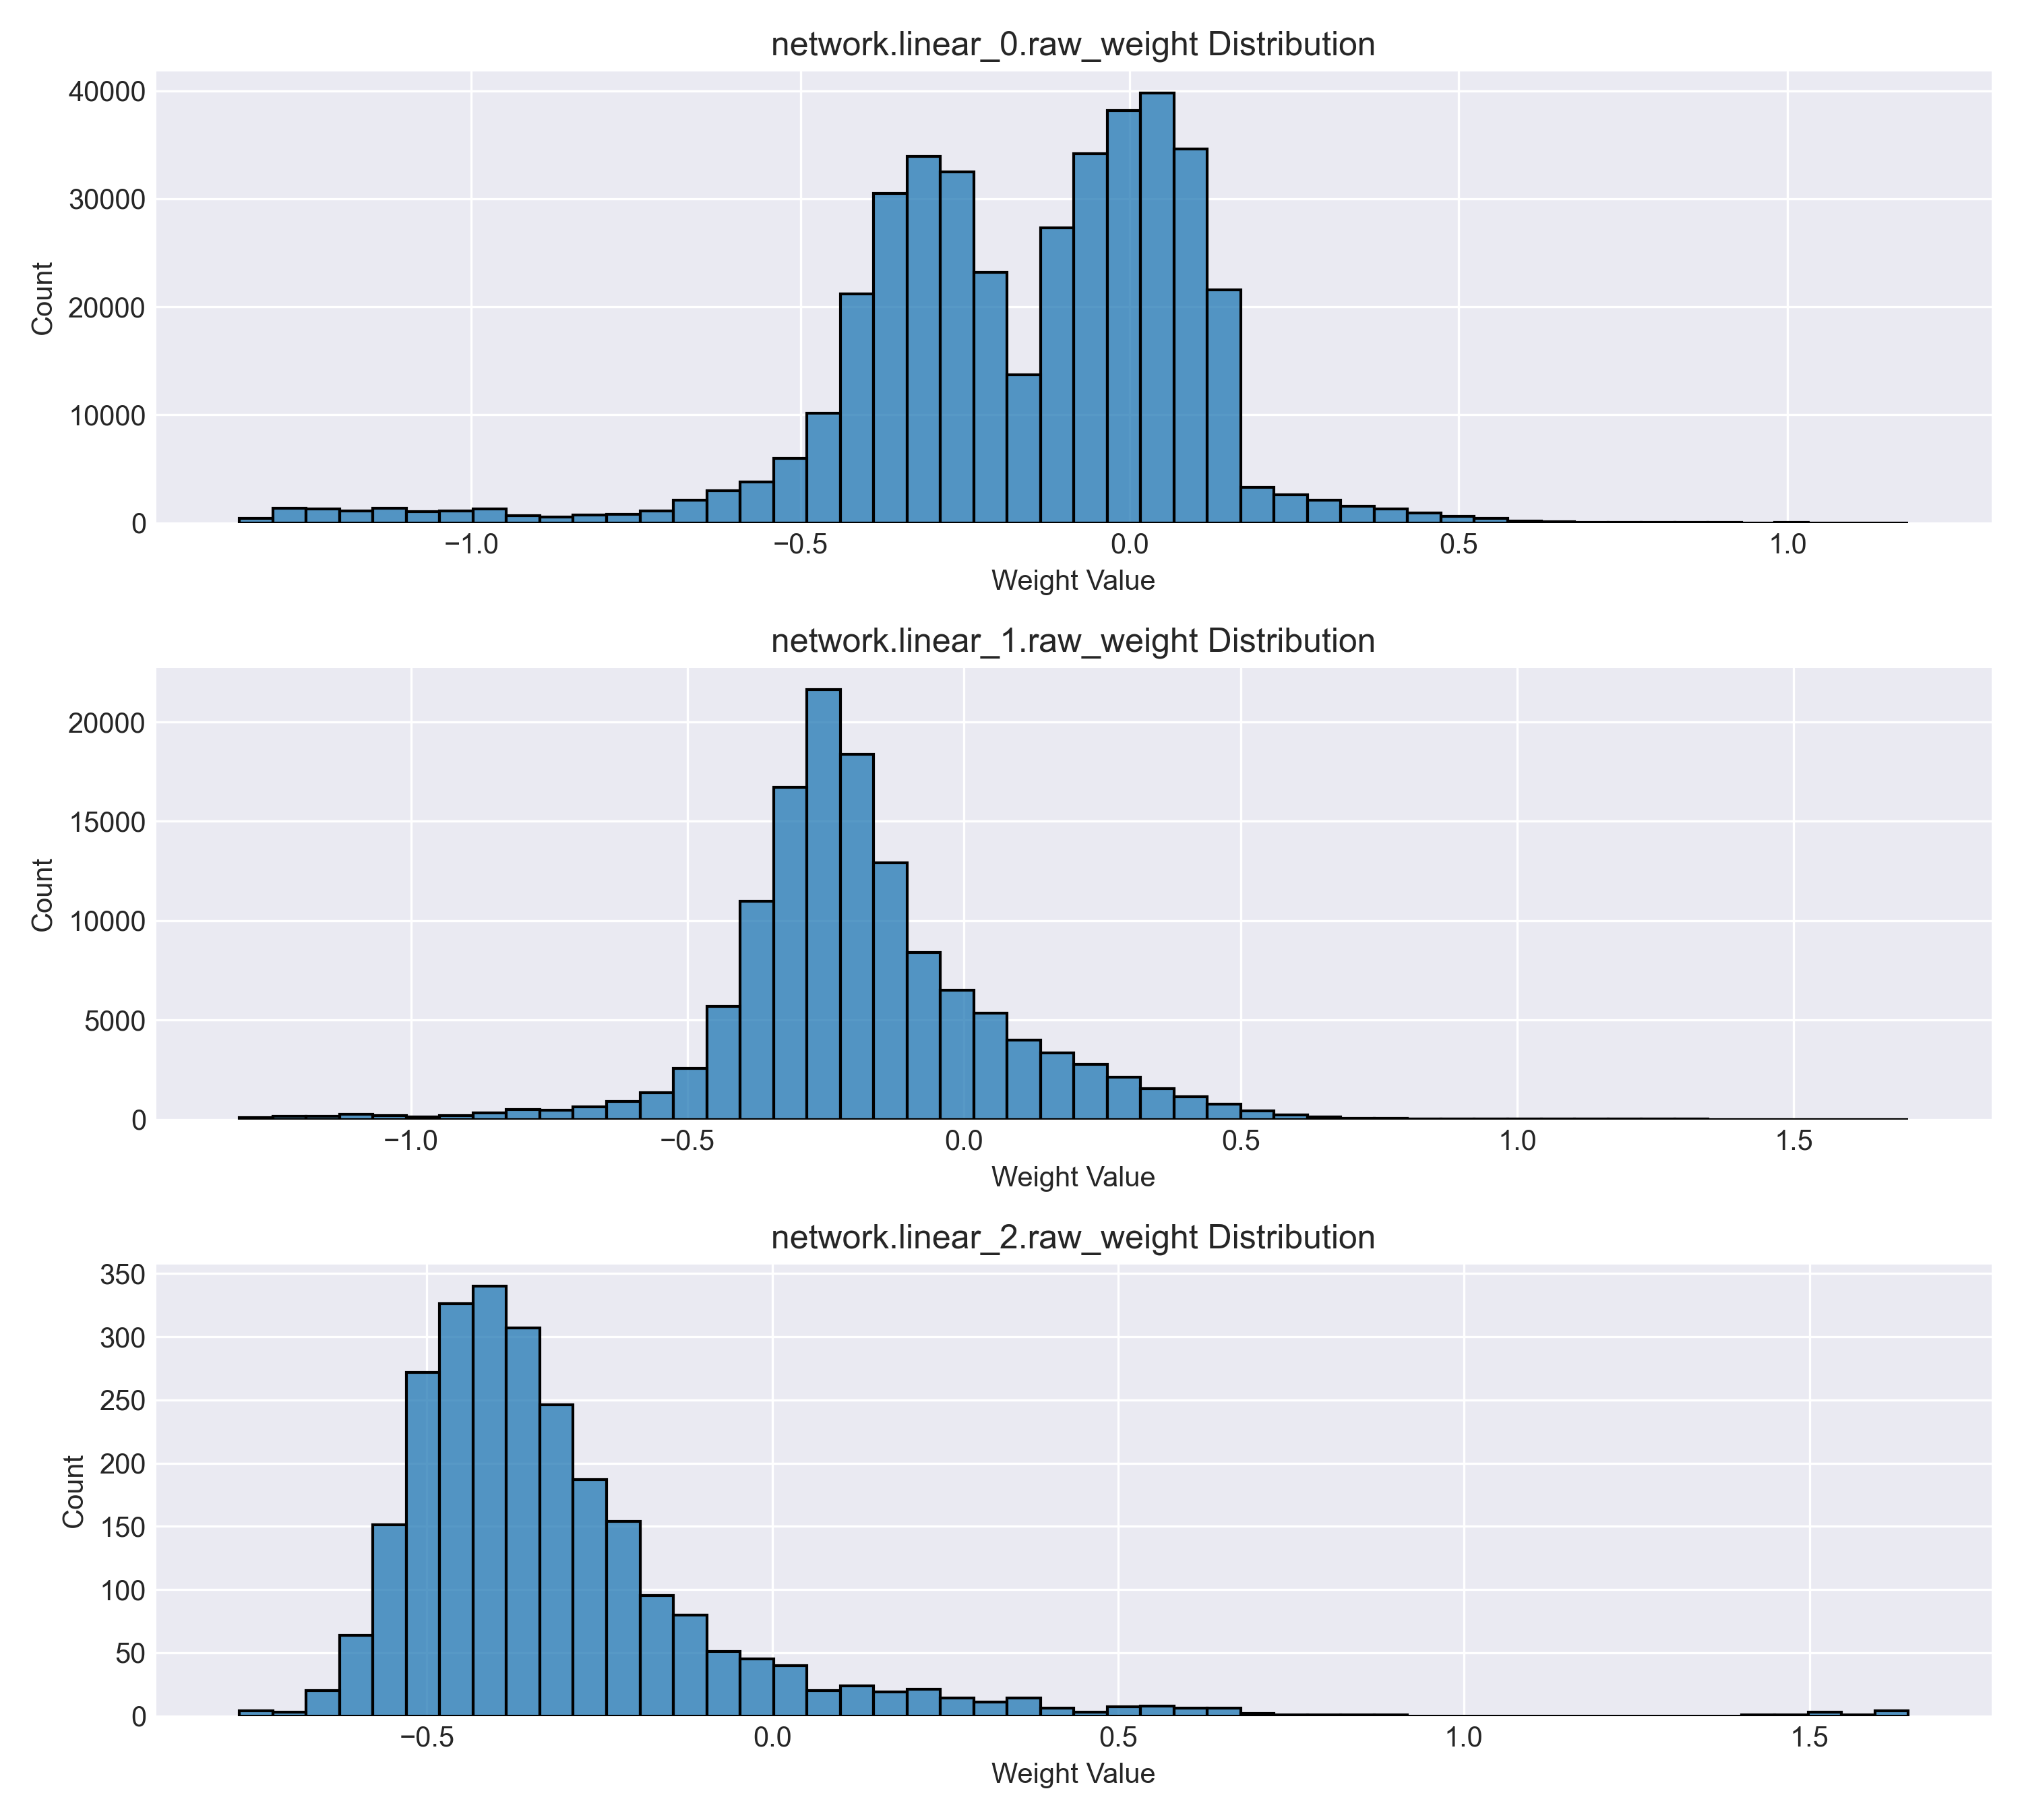 network.linear_0.raw_weight Distribution
40000
30000
20000
10000
0
Count
−1.0 −0.5 0.0 0.5 1.0
Weight Value
network.linear_1.raw_weight Distribution
20000
15000
10000
5000
0
Count
−1.0 −0.5 0.0 0.5 1.0 1.5
Weight Value
network.linear_2.raw_weight Distribution
350
300
250
200
150
100
50
0
Count
−0.5 0.0 0.5 1.0 1.5
Weight Value